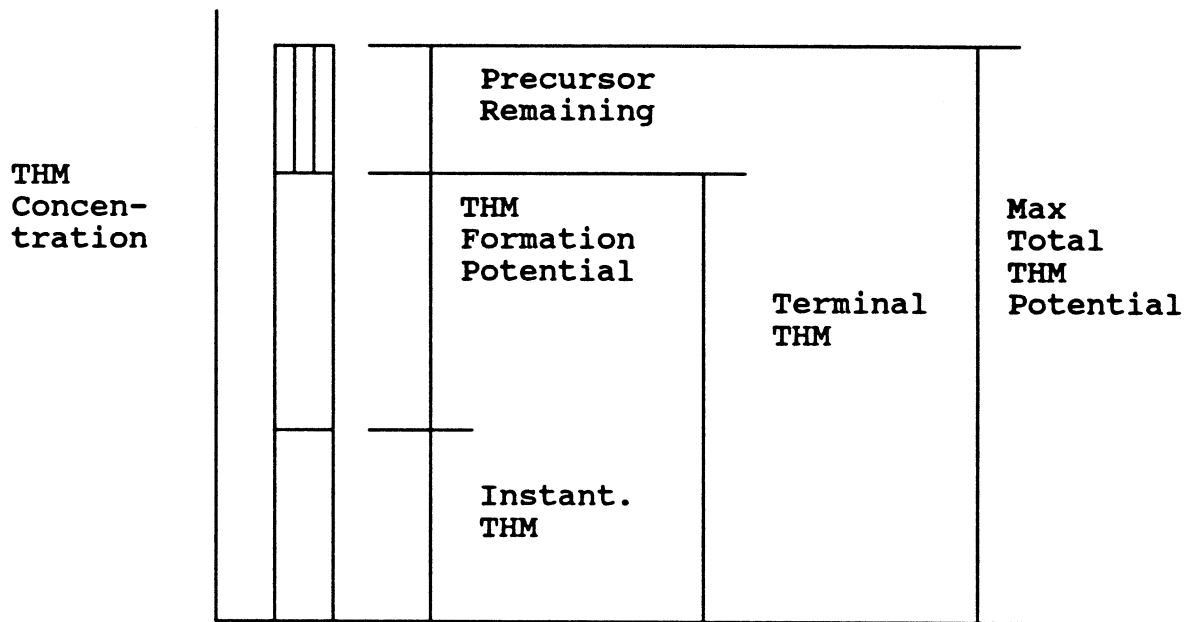 Precursor
Remaining
THM
Concen-
tration
THM
Formation
Potential
Terminal
THM
Max
Total
THM
Potential
Instant.
THM